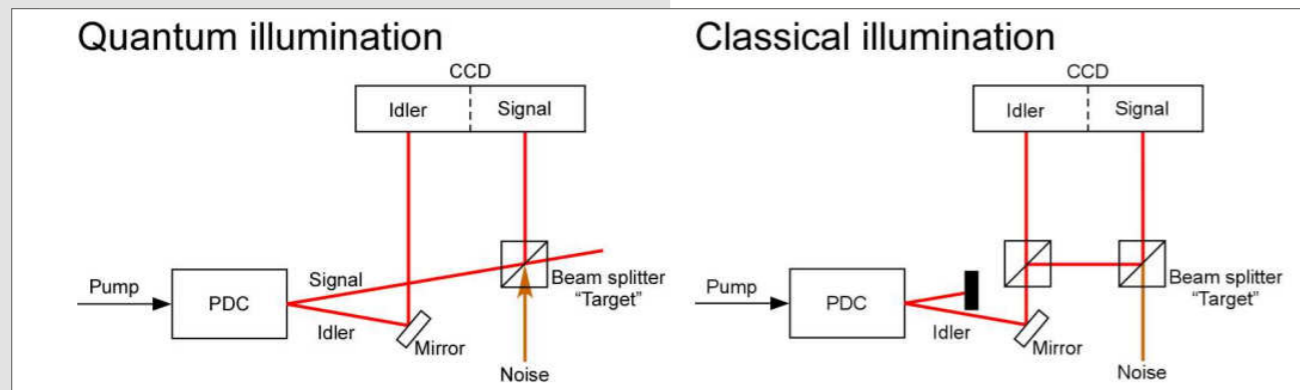 Quantum illumination
CCD
Idler
Signal
Signal
Pump
PDC
Beam splitter
“Target”
Idler
Mirror
Noise
Classical illumination
CCD
Idler
Signal
Pump
PDC
Beam splitter
“Target”
Idler
Mirror
Noise